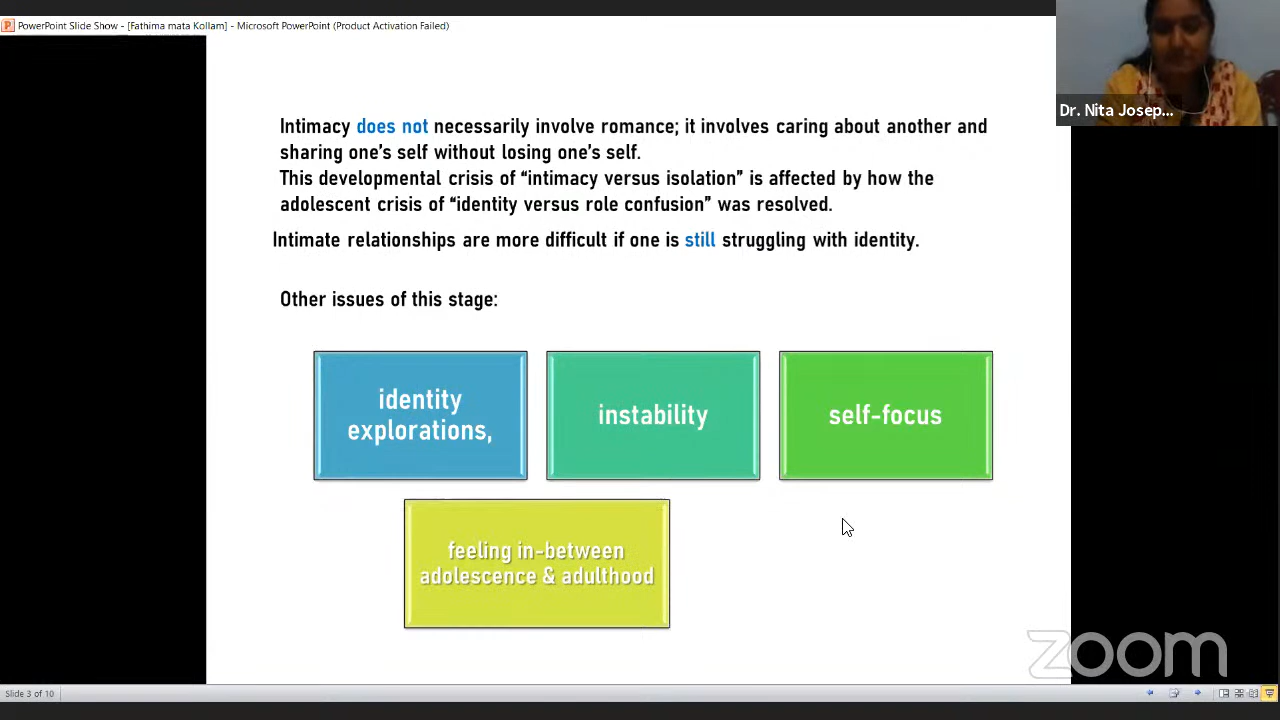 PowerPoint Slide Show - [Fathima mata Kollam] - Microsoft PowerPoint (Product Activation Failed)
Dr. Nita Josep...
Intimacy does not necessarily involve romance; it involves caring about another and
sharing one's self without losing one's self.
This developmental crisis of “intimacy versus isolation” is affected by how the
adolescent crisis of “identity versus role confusion” was resolved.
Intimate relationships are more difficult if one is still struggling with identity.
Other issues of this stage:
identity
explorations,
instability
self-focus
feeling in-between
adolescence & adulthood
zoom
Slide 3 of 10